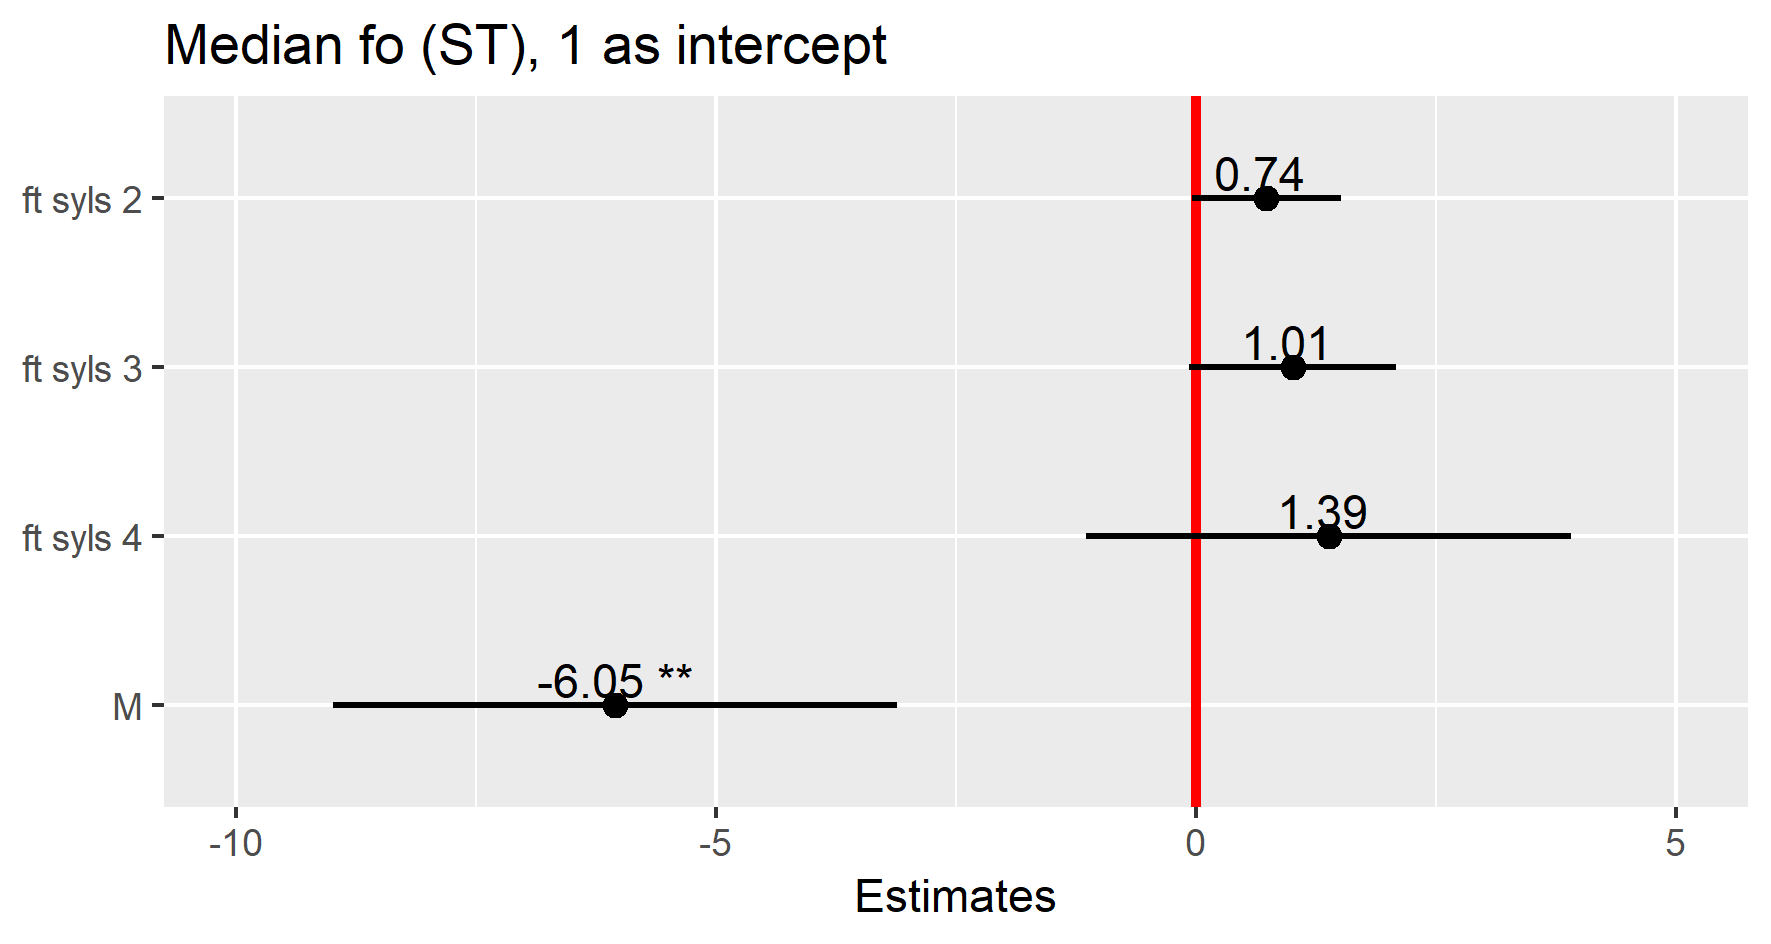 Median fo (ST), 1 as intercept
ft syls 2
0.74
ft syls 3
1.01
ft syls 4
1.39
M
-6.05 **
-10
-5
0
5
Estimates